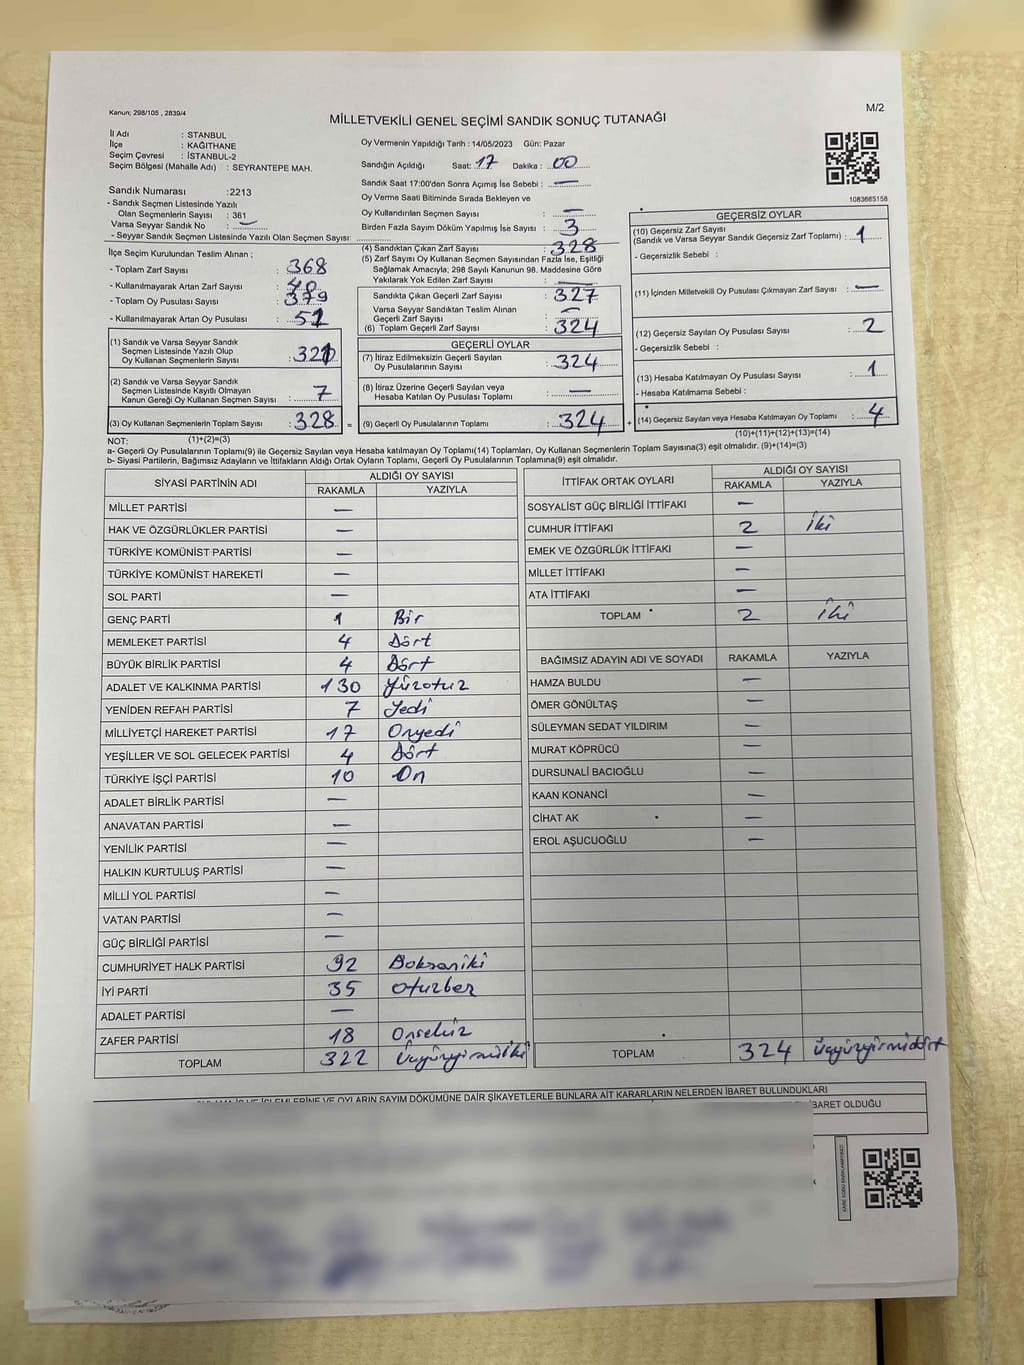 Kanun; 298/105 , 2839/4
M/2
MİLLETVEKİLİ GENEL SEÇİMİ SANDIK SONUÇ TUTANAĞI
İl Adı : STANBUL
İlçe : KAĞITHANE
Seçim Çevresi : İSTANBUL-2
Seçim Bölgesi (Mahalle Adı) : SEYRANTEPE MAH.
Sandık Numarası :2213
- Sandık Seçmen Listesinde Yazılı
Olan Seçmenlerin Sayısı : 361
Varsa Seyyar Sandık No : —
- Seyyar Sandık Seçmen Listesinde Yazılı Olan Seçmen Sayısı:
İlçe Seçim Kurulundan Teslim Alınan ;
- Toplam Zarf Sayısı : 368
- Kullanılmayarak Artan Zarf Sayısı : 40
- Toplam Oy Pusulası Sayısı : 379
- Kullanılmayarak Artan Oy Pusulası : 51
(1) Sandık ve Varsa Seyyar Sandık
Seçmen Listesinde Yazılı Olup
Oy Kullanan Seçmenlerin Sayısı : 321
(2) Sandık ve Varsa Seyyar Sandık
Seçmen Listesinde Kayıtlı Olmayan
Kanun Gereği Oy Kullanan Seçmen Sayısı : 7
(3) Oy Kullanan Seçmenlerin Toplam Sayısı : 328 =
Oy Vermenin Yapıldığı Tarih : 14/05/2023 Gün: Pazar
Sandığın Açıldığı Saat: 17 Dakika : 00
Sandık Saat 17:00'den Sonra Açımış İse Sebebi : —
Oy Verme Saati Bitiminde Sırada Bekleyen ve
Oy Kullandırılan Seçmen Sayısı : —
Birden Fazla Sayım Döküm Yapılmış İse Sayısı : 3
(4) Sandıktan Çıkan Zarf Sayısı : 328
(5) Zarf Sayısı Oy Kullanan Seçmen Sayısından Fazla İse, Eşitliği
Sağlamak Amacıyla; 298 Sayılı Kanunun 98. Maddesine Göre
Yakılarak Yok Edilen Zarf Sayısı : —
Sandıkta Çıkan Geçerli Zarf Sayısı : 327
Varsa Seyyar Sandıktan Teslim Alınan
Geçerli Zarf Sayısı : —
(6) Toplam Geçerli Zarf Sayısı : 324
GEÇERLİ OYLAR
(7) İtiraz Edilmeksizin Geçerli Sayılan
Oy Pusulalarının Sayısı : 324
(8) İtiraz Üzerine Geçerli Sayılan veya
Hesaba Katılan Oy Pusulası Toplamı : —
(9) Geçerli Oy Pusulalarının Toplamı : 324 +
1083665158
GEÇERSİZ OYLAR
(10) Geçersiz Zarf Sayısı
(Sandık ve Varsa Seyyar Sandık Geçersiz Zarf Toplamı) : 1
- Geçersizlik Sebebi :
(11) İçinden Milletvekili Oy Pusulası Çıkmayan Zarf Sayısı : —
(12) Geçersiz Sayılan Oy Pusulası Sayısı : 2
- Geçersizlik Sebebi :
(13) Hesaba Katılmayan Oy Pusulası Sayısı : 1
- Hesaba Katılmama Sebebi :
(14) Geçersiz Sayılan veya Hesaba Katılmayan Oy Toplamı : 4
NOT: (1)+(2)=(3) (10)+(11)+(12)+(13)=(14)
a- Geçerli Oy Pusulalarının Toplamı(9) ile Geçersiz Sayılan veya Hesaba katılmayan Oy Toplamı(14) Toplamları, Oy Kullanan Seçmenlerin Toplam Sayısına(3) eşit olmalıdır. (9)+(14)=(3)
b- Siyasi Partilerin, Bağımsız Adayların ve İttifakların Aldığı Ortak Oyların Toplamı, Geçerli Oy Pusulalarının Toplamına(9) eşit olmalıdır.
SİYASİ PARTİNİN ADI ALDIĞI OY SAYISI
RAKAMLA YAZIYLA
MİLLET PARTİSİ —
HAK VE ÖZGÜRLÜKLER PARTİSİ —
TÜRKİYE KOMÜNİST PARTİSİ —
TÜRKİYE KOMÜNİST HAREKETİ —
SOL PARTİ —
GENÇ PARTİ 1 Bir
MEMLEKET PARTİSİ 4 Dört
BÜYÜK BİRLİK PARTİSİ 4 Dört
ADALET VE KALKINMA PARTİSİ 130 Yüzotuz
YENİDEN REFAH PARTİSİ 7 Yedi
MİLLİYETÇİ HAREKET PARTİSİ 17 Onyedi
YEŞİLLER VE SOL GELECEK PARTİSİ 4 Dört
TÜRKİYE İŞÇİ PARTİSİ 10 On
ADALET BİRLİK PARTİSİ —
ANAVATAN PARTİSİ —
YENİLİK PARTİSİ —
HALKIN KURTULUŞ PARTİSİ —
MİLLİ YOL PARTİSİ —
VATAN PARTİSİ —
GÜÇ BİRLİĞİ PARTİSİ —
CUMHURİYET HALK PARTİSİ 92 Doksaniki
İYİ PARTİ 35 otuzbeş
ADALET PARTİSİ —
ZAFER PARTİSİ 18 Onsekiz
TOPLAM 322 Üçyüzyirmiiki
İTTİFAK ORTAK OYLARI ALDIĞI OY SAYISI
RAKAMLA YAZIYLA
SOSYALİST GÜÇ BİRLİĞİ İTTİFAKI —
CUMHUR İTTİFAKI 2 İki
EMEK VE ÖZGÜRLÜK İTTİFAKI —
MİLLET İTTİFAKI —
ATA İTTİFAKI —
TOPLAM 2 İki
BAĞIMSIZ ADAYIN ADI VE SOYADI RAKAMLA YAZIYLA
HAMZA BULDU —
ÖMER GÖNÜLTAŞ —
SÜLEYMAN SEDAT YILDIRIM —
MURAT KÖPRÜCÜ —
DURSUNALİ BACIOĞLU —
KAAN KONANCİ —
CİHAT AK —
EROL AŞUCUOĞLU —
TOPLAM 324 Üçyüzyirmidört
İŞLEMLERİNE VE OYLARIN SAYIM DÖKÜMÜNE DAİR ŞİKAYETLERLE BUNLARA AİT KARARLARIN NELERDEN İBARET BULUNDUKLARI
İBARET OLDUĞU